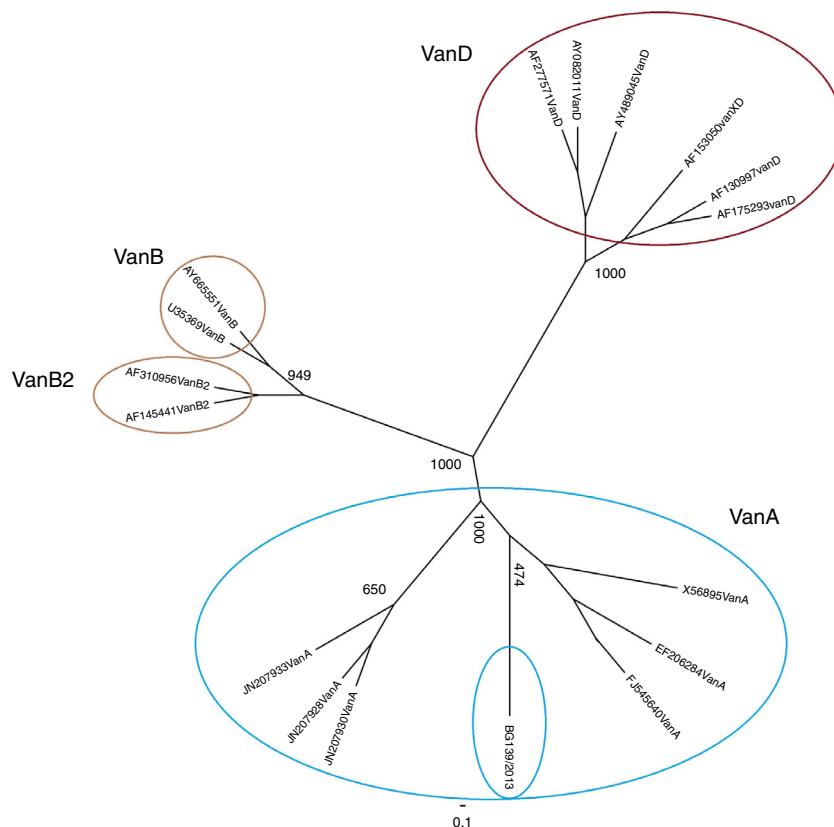 VanD
AF277571VanD
AY082011VanD
AY489045VanD
AF153050vanXD
AF130997vanD
AF175293vanD
1000
VanB
AY665551VanB
U35369VanB
949
VanB2
AF310956VanB2
AF145441VanB2
1000
1000
VanA
474
650
X56895VanA
EF206284VanA
FJ545640VanA
JN207933VanA
JN207928VanA
JN207930VanA
BG139/2013
0.1